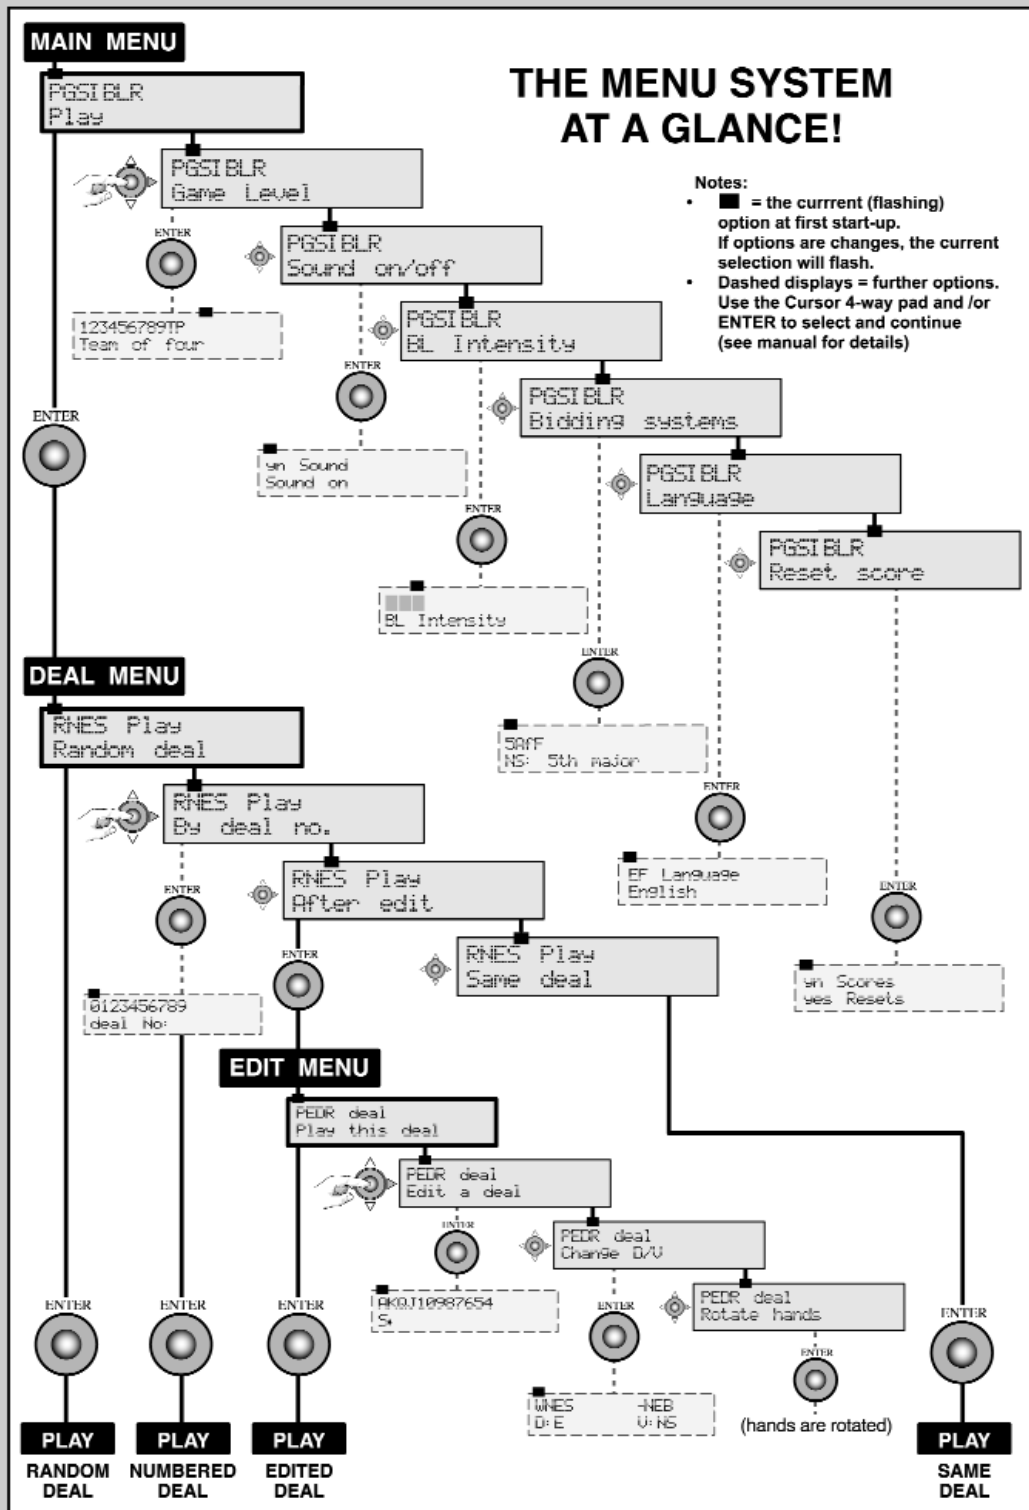 MAIN MENU
PGSIBLR
Play
THE MENU SYSTEM
AT A GLANCE!
PGSIBLR
Game Level
Notes:
• ■ = the currrent (flashing)
option at first start-up.
If options are changes, the current
selection will flash.
• Dashed displays = further options.
Use the Cursor 4-way pad and /or
ENTER to select and continue
(see manual for details)
ENTER
PGSIBLR
Sound on/off
123456789TP
Team of four
PGSIBLR
BL Intensity
ENTER
ENTER
PGSIBLR
Bidding systems
yn Sound
Sound on
PGSIBLR
Language
ENTER
PGSIBLR
Reset score
BL Intensity
ENTER
DEAL MENU
RNES Play
Random deal
5AfF
NS: 5th major
RNES Play
By deal no.
ENTER
RNES Play
After edit
EF Language
English
ENTER
ENTER
RNES Play
Same deal
ENTER
yn Scores
yes Resets
0123456789
deal No:
EDIT MENU
PEDR deal
Play this deal
PEDR deal
Edit a deal
ENTER
PEDR deal
Change D/V
AKQJ10987654
S
PEDR deal
Rotate hands
ENTER
ENTER
ENTER
ENTER
ENTER
ENTER
WNES -NEB
D:E V:NS
(hands are rotated)
PLAY
RANDOM
DEAL
PLAY
NUMBERED
DEAL
PLAY
EDITED
DEAL
PLAY
SAME
DEAL